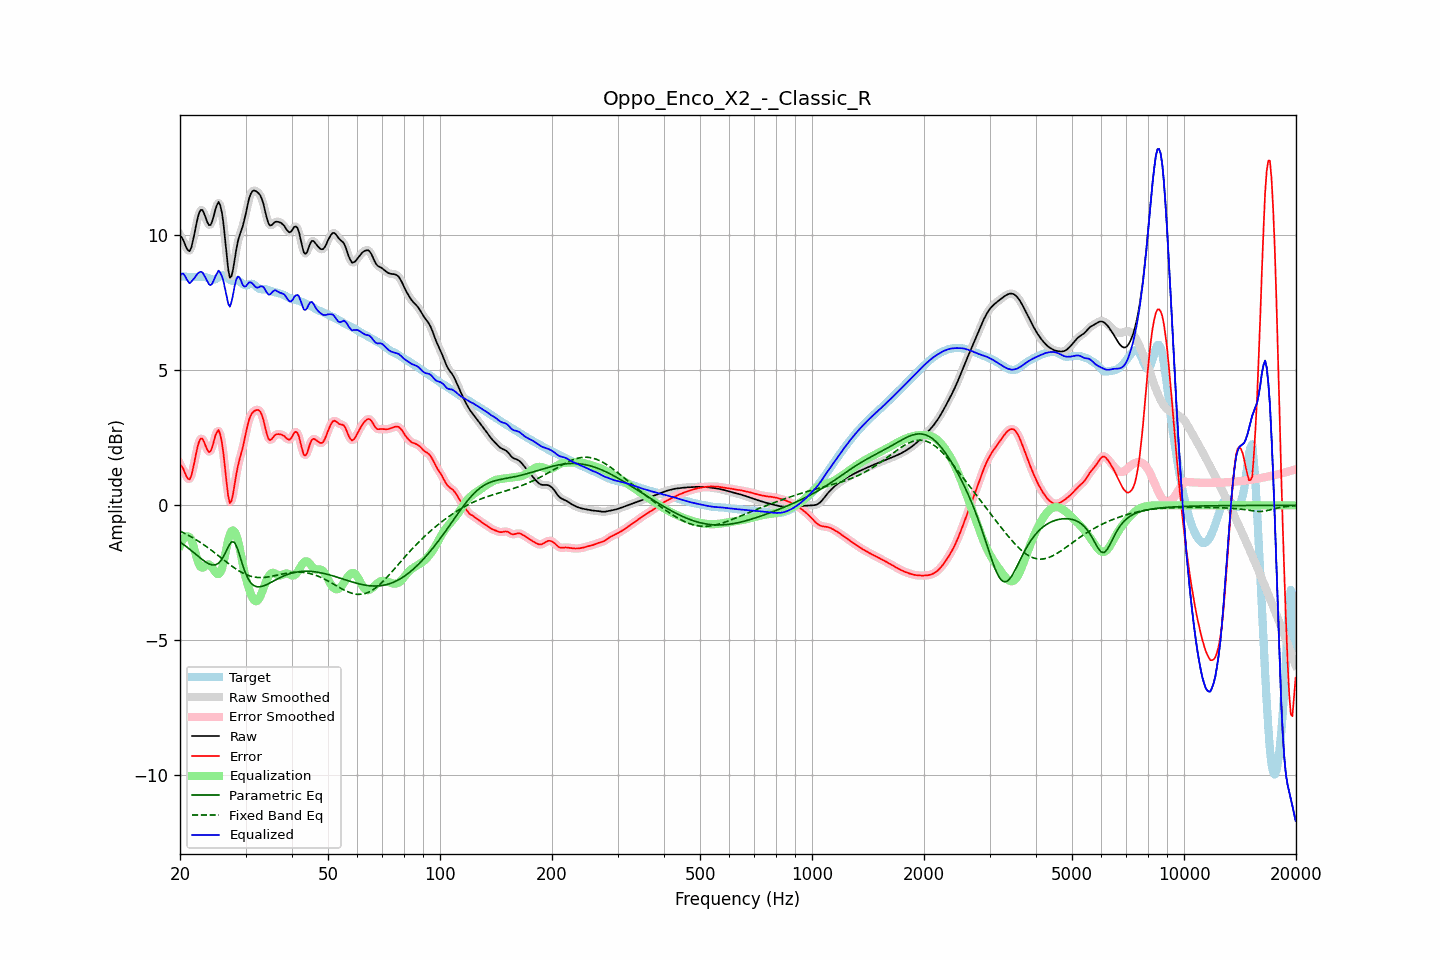 Oppo_Enco_X2_-_Classic_R
Amplitude (dBr)
10
5
0
−5
−10
Target
Raw Smoothed
Error Smoothed
Raw
Error
Equalization
Parametric Eq
Fixed Band Eq
Equalized
20 50 100 200 500 1000 2000 5000 10000 20000
Frequency (Hz)